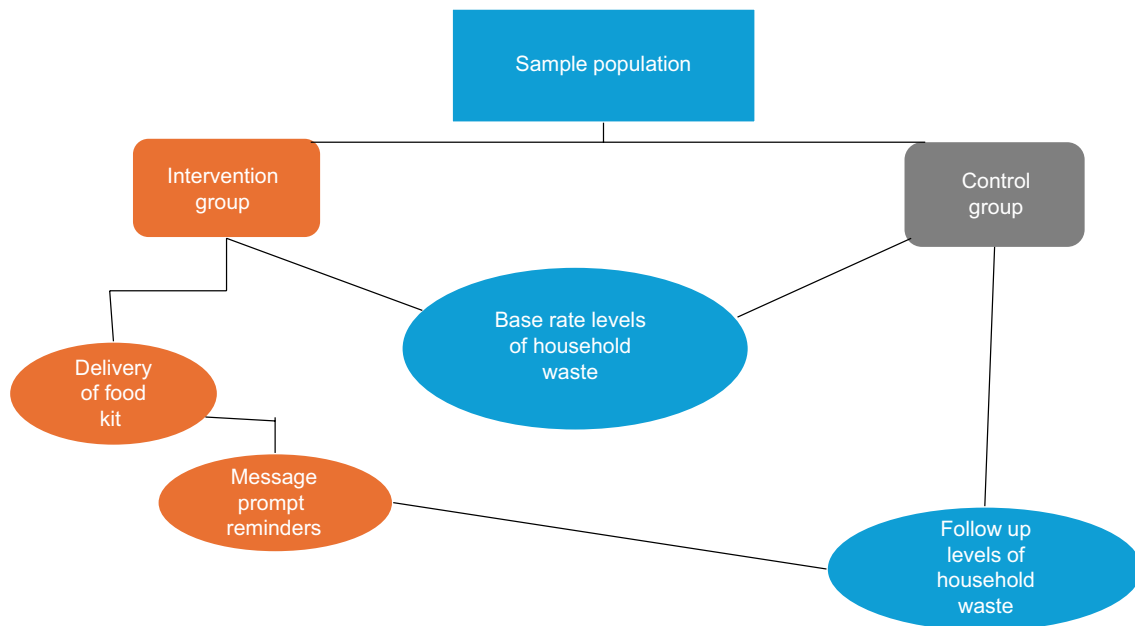 Sample population
Intervention
group
Control
group
Base rate levels
of household
waste
Delivery
of food
kit
Message
prompt
reminders
Follow up
levels of
household
waste